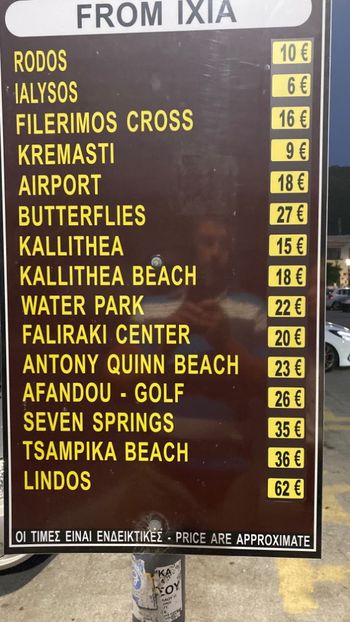 FROM IXIA
RODOS 10 €
IALYSOS 6 €
FILERIMOS CROSS 16 €
KREMASTI 9 €
AIRPORT 18 €
BUTTERFLIES 27 €
KALLITHEA 15 €
KALLITHEA BEACH 18 €
WATER PARK 22 €
FALIRAKI CENTER 20 €
ANTONY QUINN BEACH 23 €
AFANDOU - GOLF 26 €
SEVEN SPRINGS 35 €
TSAMPIKA BEACH 36 €
LINDOS 62 €
ΟΙ ΤΙΜΕΣ ΕΙΝΑΙ ΕΝΔΕΙΚΤΙΚΕΣ - PRICE ARE APPROXIMATE